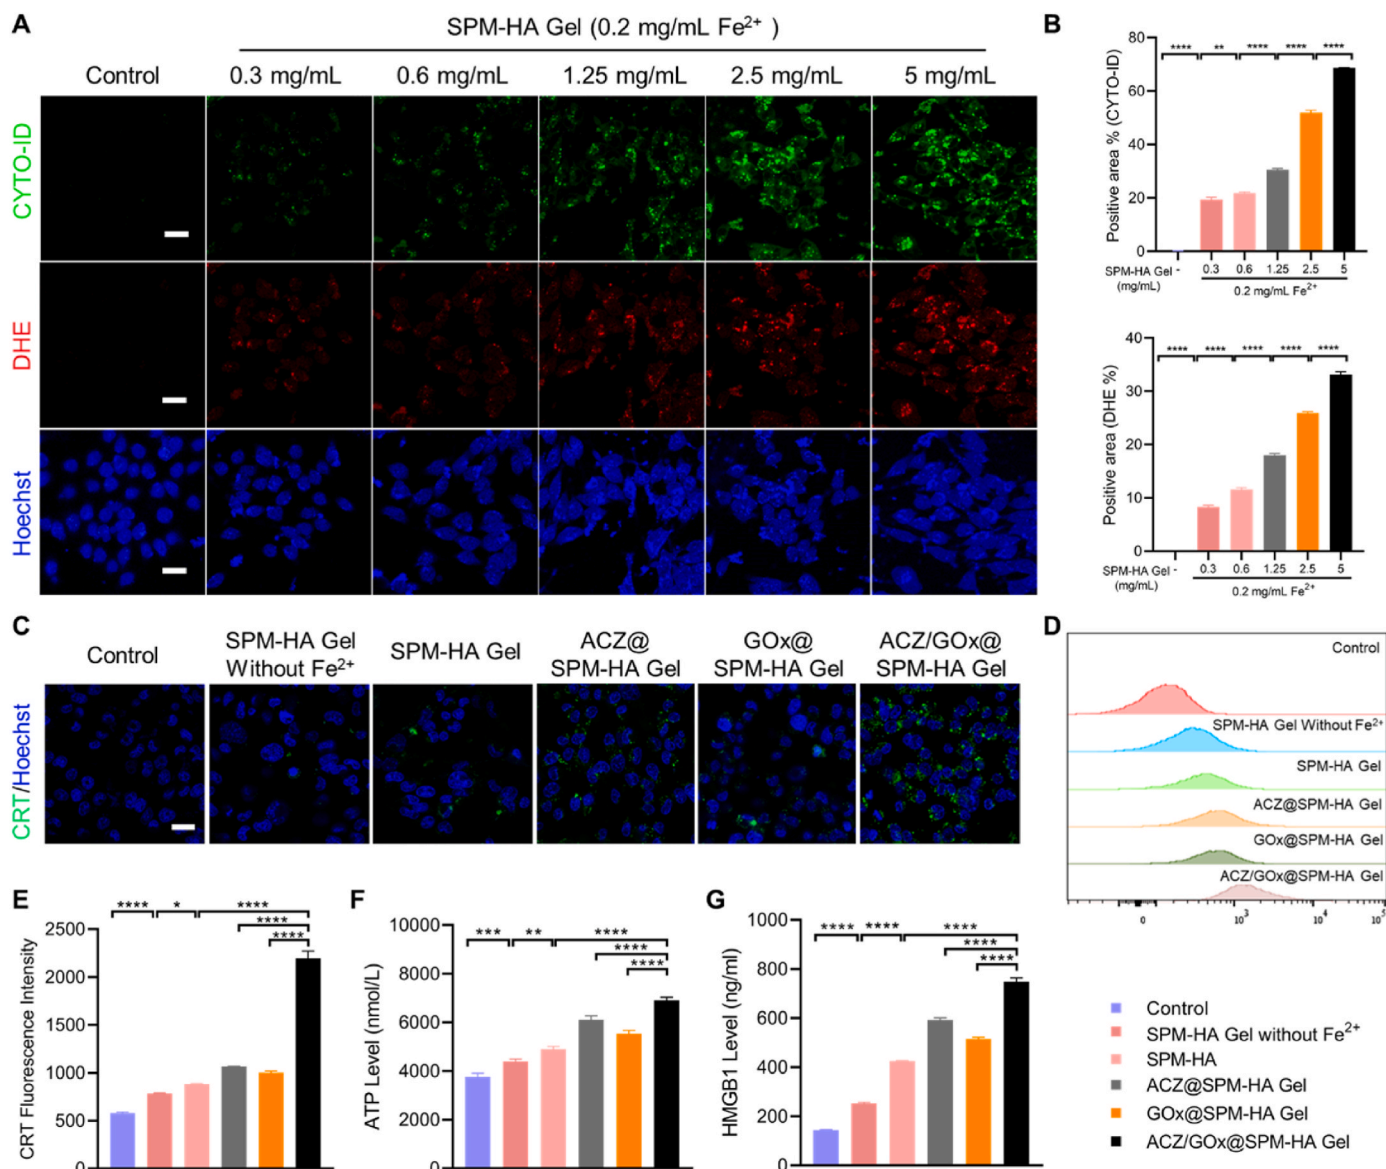 A
SPM-HA Gel (0.2 mg/mL Fe²⁺ )
Control
0.3 mg/mL
0.6 mg/mL
1.25 mg/mL
2.5 mg/mL
5 mg/mL
CYTO-ID
DHE
Hoechst
B
Positive area % (CYTO-ID)
80
60
40
20
0
**** ** **** **** ****
SPM-HA Gel - 0.3 0.6 1.25 2.5 5
(mg/mL)
0.2 mg/mL Fe²⁺
Positive area (DHE %)
40
30
20
10
0
**** **** **** **** ****
SPM-HA Gel - 0.3 0.6 1.25 2.5 5
(mg/mL)
0.2 mg/mL Fe²⁺
C
Control
SPM-HA Gel
Without Fe²⁺
SPM-HA Gel
ACZ@
SPM-HA Gel
GOx@
SPM-HA Gel
ACZ/GOx@
SPM-HA Gel
CRT/Hoechst
D
Control
SPM-HA Gel Without Fe²⁺
SPM-HA Gel
ACZ@SPM-HA Gel
GOx@SPM-HA Gel
ACZ/GOx@SPM-HA Gel
0 10³ 10⁴ 10⁵
E
CRT Fluorescence Intensity
2500
2000
1500
1000
500
0
**** * ****
****
****
F
ATP Level (nmol/L)
10000
8000
6000
4000
2000
0
*** ** ****
****
****
G
HMGB1 Level (ng/ml)
1000
800
600
400
200
0
**** **** ****
****
****
Control
SPM-HA Gel without Fe²⁺
SPM-HA
ACZ@SPM-HA Gel
GOx@SPM-HA Gel
ACZ/GOx@SPM-HA Gel